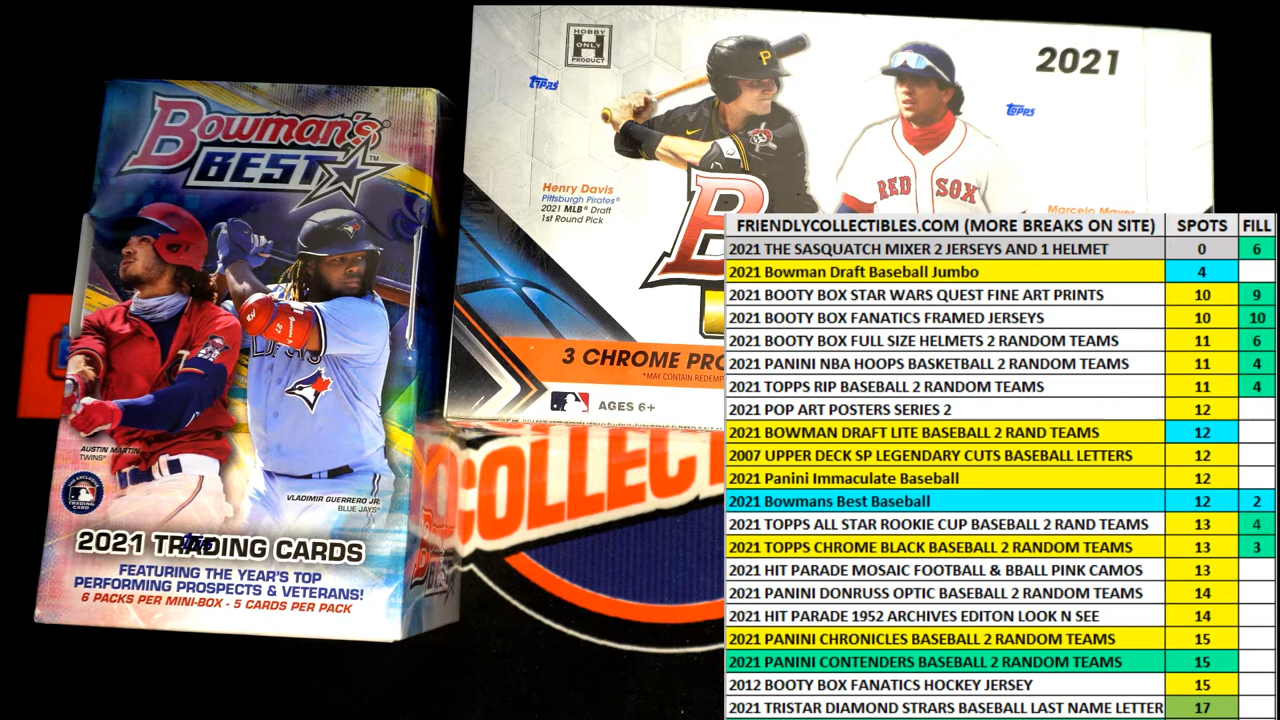 Bowman's
BEST
TM
AUSTIN MARTIN
TWINS®
VLADIMIR GUERRERO JR.
BLUE JAYS®
2021 TRADING CARDS
FEATURING THE YEAR'S TOP
PERFORMING PROSPECTS & VETERANS!
6 PACKS PER MINI-BOX - 5 CARDS PER PACK
HOBBY
ONLY
H
PRODUCT
Topps
2021
Topps
RED SOX
P
Henry Davis
Pittsburgh Pirates®
2021 MLB® Draft
1st Round Pick
Marcelo Mayer
B
3 CHROME PRO
*MAY CONTAIN REDEMP
AGES 6+
COLLECT
FRIENDLYCOLLECTIBLES.COM (MORE BREAKS ON SITE) SPOTS FILL
2021 THE SASQUATCH MIXER 2 JERSEYS AND 1 HELMET 0 6
2021 Bowman Draft Baseball Jumbo 4
2021 BOOTY BOX STAR WARS QUEST FINE ART PRINTS 10 9
2021 BOOTY BOX FANATICS FRAMED JERSEYS 10 10
2021 BOOTY BOX FULL SIZE HELMETS 2 RANDOM TEAMS 11 6
2021 PANINI NBA HOOPS BASKETBALL 2 RANDOM TEAMS 11 4
2021 TOPPS RIP BASEBALL 2 RANDOM TEAMS 11 4
2021 POP ART POSTERS SERIES 2 12
2021 BOWMAN DRAFT LITE BASEBALL 2 RAND TEAMS 12
2007 UPPER DECK SP LEGENDARY CUTS BASEBALL LETTERS 12
2021 Panini Immaculate Baseball 12
2021 Bowmans Best Baseball 12 2
2021 TOPPS ALL STAR ROOKIE CUP BASEBALL 2 RAND TEAMS 13 4
2021 TOPPS CHROME BLACK BASEBALL 2 RANDOM TEAMS 13 3
2021 HIT PARADE MOSAIC FOOTBALL & BBALL PINK CAMOS 13
2021 PANINI DONRUSS OPTIC BASEBALL 2 RANDOM TEAMS 14
2021 HIT PARADE 1952 ARCHIVES EDITON LOOK N SEE 14
2021 PANINI CHRONICLES BASEBALL 2 RANDOM TEAMS 15
2021 PANINI CONTENDERS BASEBALL 2 RANDOM TEAMS 15
2012 BOOTY BOX FANATICS HOCKEY JERSEY 15
2021 TRISTAR DIAMOND STRARS BASEBALL LAST NAME LETTER 17